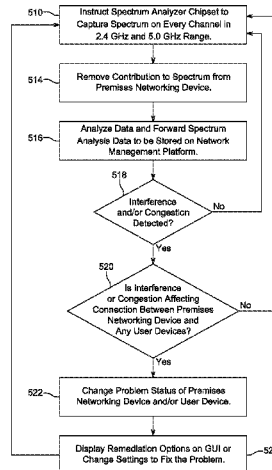 510
Instruct Spectrum Analyzer Chipset to
Capture Spectrum on Every Channel in
2.4 GHz and 5.0 GHz Range.
514
Remove Contribution to Spectrum from
Premises Networking Device.
516
Analyze Data and Forward Spectrum
Analysis Data to be Stored on Network
Management Platform.
518
Interference
and/or Congestion
Detected?
No
Yes
520
Is Interference
or Congestion Affecting
Connection Between Premises
Networking Device and
Any User Devices?
No
Yes
522
Change Problem Status of Premises
Networking Device and/or User Device.
Display Remediation Options on GUI or
Change Settings to Fix the Problem.